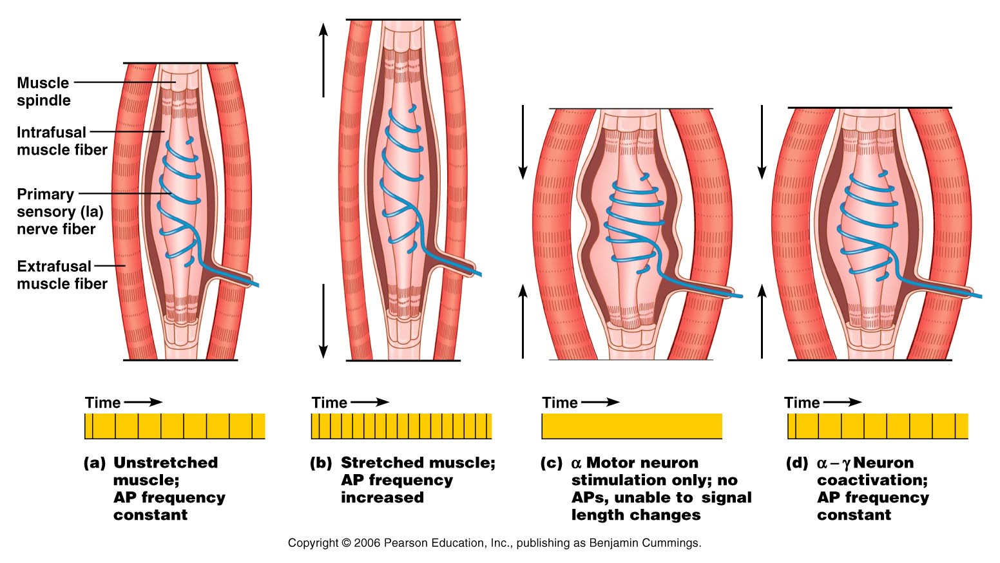 Muscle
spindle
Intrafusal
muscle fiber
Primary
sensory (la)
nerve fiber
Extrafusal
muscle fiber
Time
Time
Time
Time
(a) Unstretched
muscle;
AP frequency
constant
(b) Stretched muscle;
AP frequency
increased
(c) α Motor neuron
stimulation only; no
APs, unable to signal
length changes
(d) α – γ Neuron
coactivation;
AP frequency
constant
Copyright © 2006 Pearson Education, Inc., publishing as Benjamin Cummings.